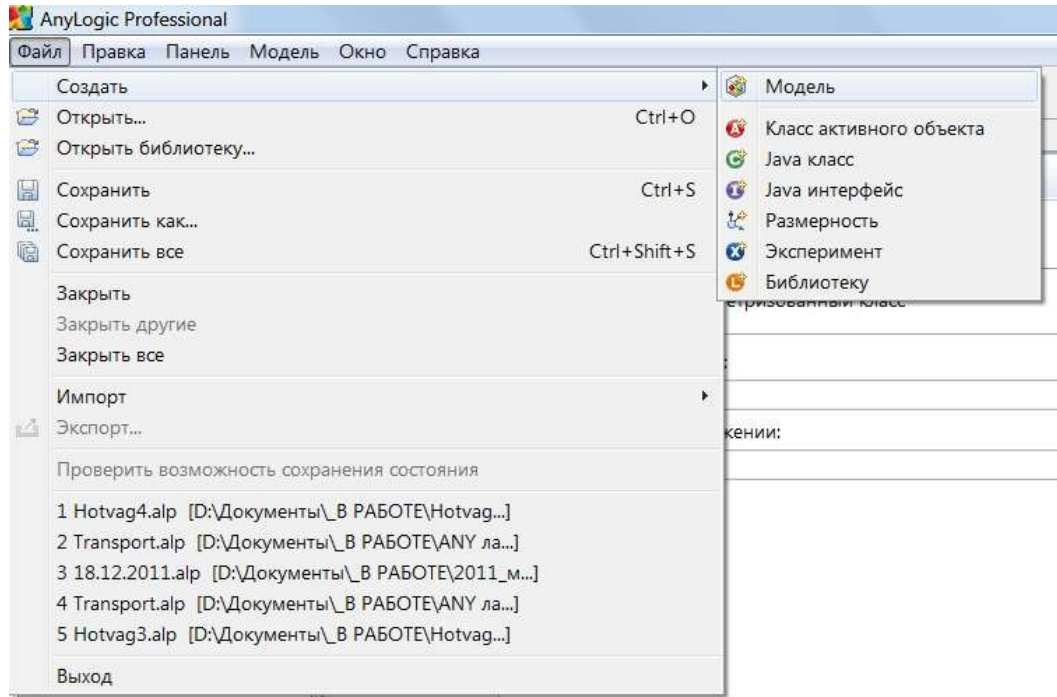 AnyLogic Professional
Файл Правка Панель Модель Окно Справка
Создать
Открыть... Ctrl+O
Открыть библиотеку...
Сохранить Ctrl+S
Сохранить как...
Сохранить все Ctrl+Shift+S
Закрыть
Закрыть другие
Закрыть все
Импорт
Экспорт...
Проверить возможность сохранения состояния
1 Hotvag4.alp [D:\Документы\_В РАБОТЕ\Hotvag...]
2 Transport.alp [D:\Документы\_В РАБОТЕ\ANY ла...]
3 18.12.2011.alp [D:\Документы\_В РАБОТЕ\2011_м...]
4 Transport.alp [D:\Документы\_В РАБОТЕ\ANY ла...]
5 Hotvag3.alp [D:\Документы\_В РАБОТЕ\Hotvag...]
Выход
Модель
Класс активного объекта
Java класс
Java интерфейс
Размерность
Эксперимент
Библиотеку
етризованный класс
:
жении: